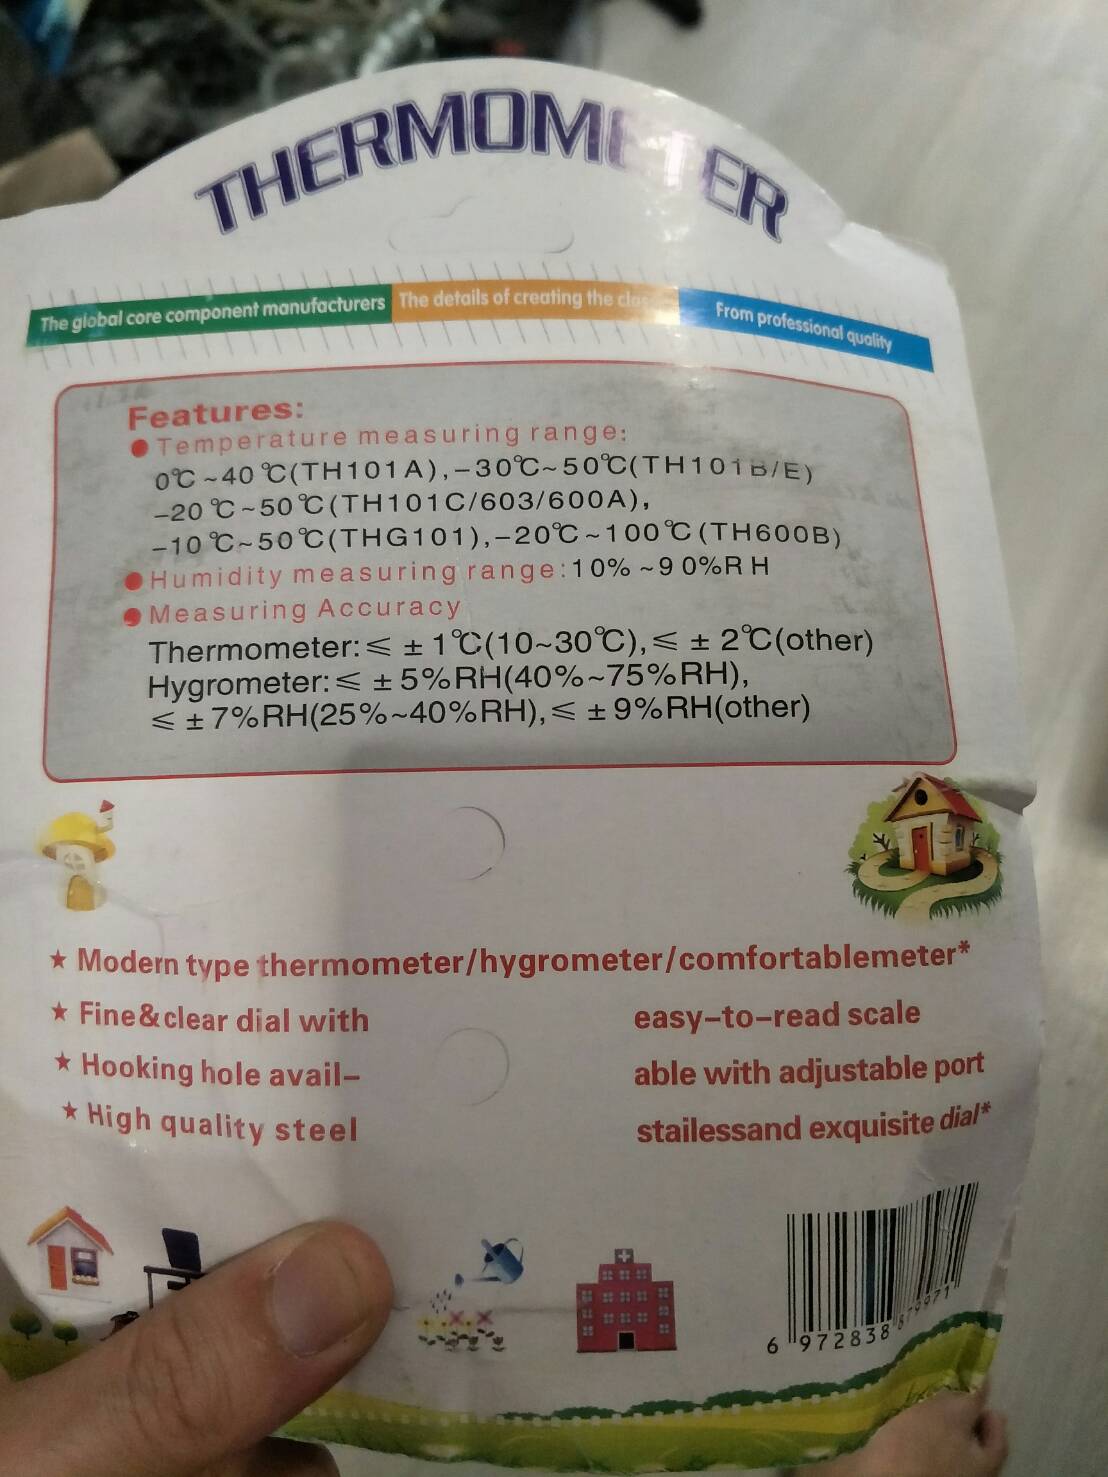 THERMOMETER
The global core component manufacturers The details of creating the From professional quality
Features:
● Temperature measuring range:
0℃~40℃(TH101A),-30℃~50℃(TH101B/E)
-20℃~50℃(TH101C/603/600A),
-10℃~50℃(THG101),-20℃~100℃(TH600B)
● Humidity measuring range:10%~90%RH
● Measuring Accuracy
Thermometer:≤ ±1℃(10~30℃),≤ ±2℃(other)
Hygrometer:≤ ±5%RH(40%~75%RH),
≤ ±7%RH(25%~40%RH),≤ ±9%RH(other)
★ Modern type thermometer/hygrometer/comfortablemeter*
★ Fine&clear dial with easy-to-read scale
★ Hooking hole avail- able with adjustable port
★ High quality steel stailessand exquisite dial*
6 972838 879971